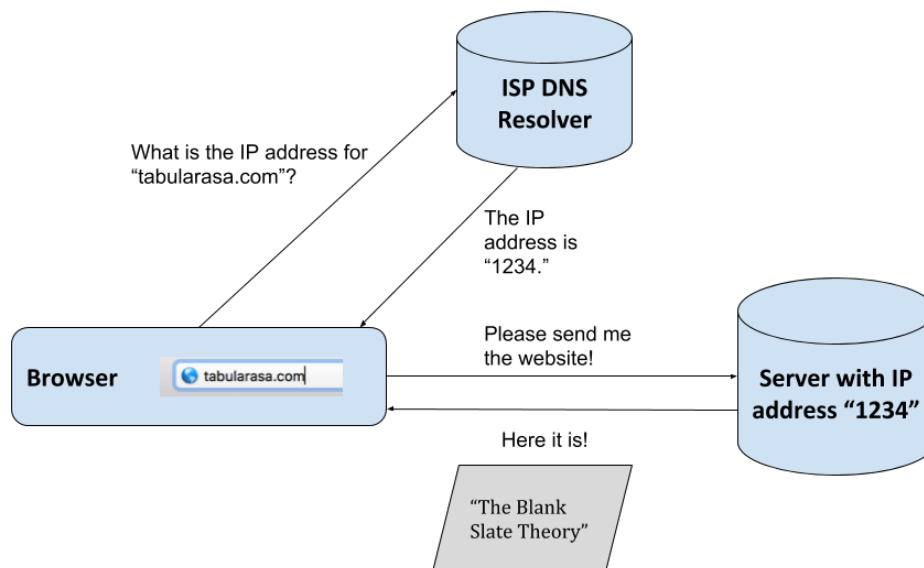 ISP DNS
Resolver
What is the IP address for
“tabularasa.com”?
The IP
address is
“1234.”
Please send me
the website!
Browser
tabularasa.com
Server with IP
address “1234”
Here it is!
“The Blank
Slate Theory”